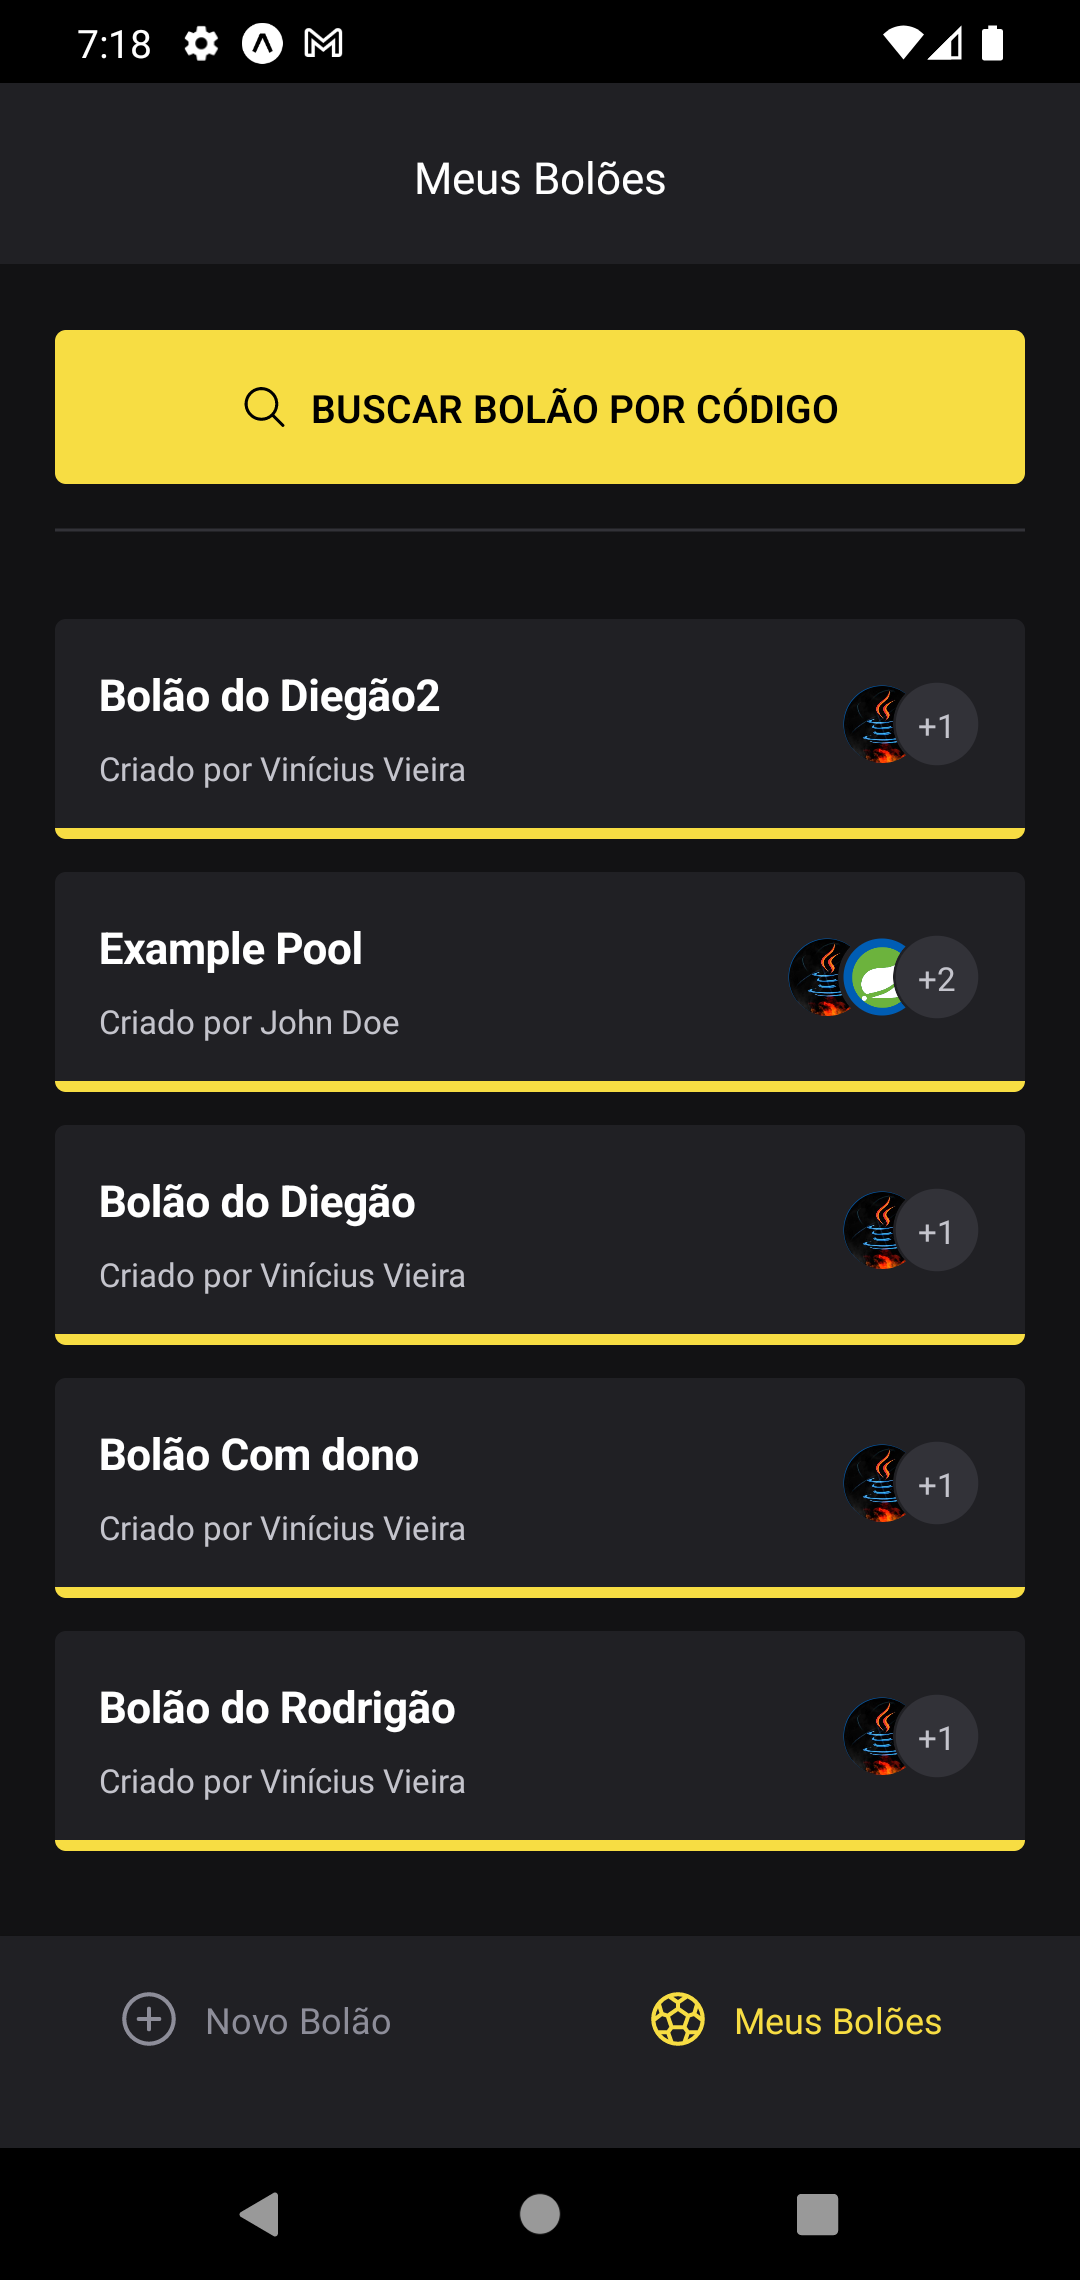 7:18
Meus Bolões
BUSCAR BOLÃO POR CÓDIGO
Bolão do Diegão2
Criado por Vinícius Vieira
+1
Example Pool
Criado por John Doe
+2
Bolão do Diegão
Criado por Vinícius Vieira
+1
Bolão Com dono
Criado por Vinícius Vieira
+1
Bolão do Rodrigão
Criado por Vinícius Vieira
+1
Novo Bolão
Meus Bolões